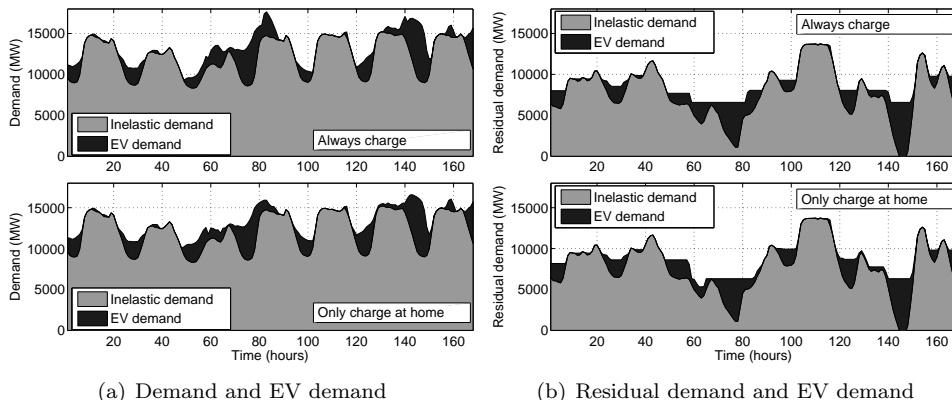 Demand (MW)
15000
10000
5000
0
Inelastic demand
EV demand
Always charge
20 40 60 80 100 120 140 160
Demand (MW)
15000
10000
5000
0
Inelastic demand
EV demand
Only charge at home
20 40 60 80 100 120 140 160
Time (hours)
(a) Demand and EV demand
Residual demand (MW)
15000
10000
5000
0
Inelastic demand
EV demand
Always charge
20 40 60 80 100 120 140 160
Residual demand (MW)
15000
10000
5000
0
Inelastic demand
EV demand
Only charge at home
20 40 60 80 100 120 140 160
Time (hours)
(b) Residual demand and EV demand